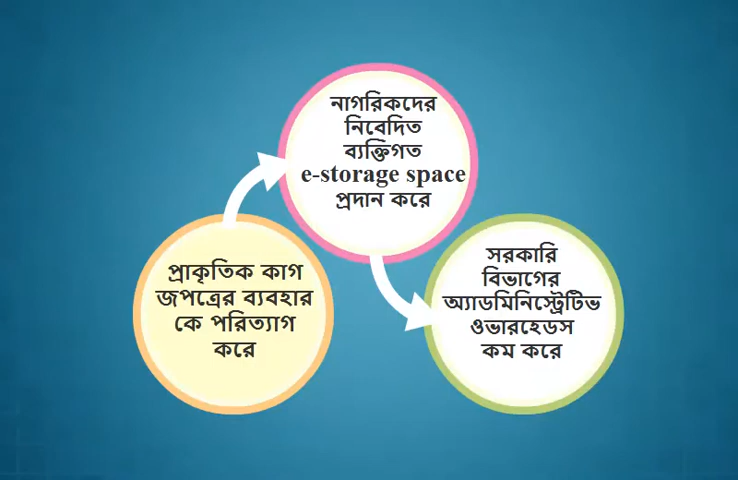 প্রাকৃতিক কাগ
জপত্রের ব্যবহার
কে পরিত্যাগ
করে
নাগরিকদের
নিবেদিত
ব্যক্তিগত
e-storage space
প্রদান করে
সরকারি
বিভাগের
অ্যাডমিনিস্ট্রেটিভ
ওভারহেডস
কম করে